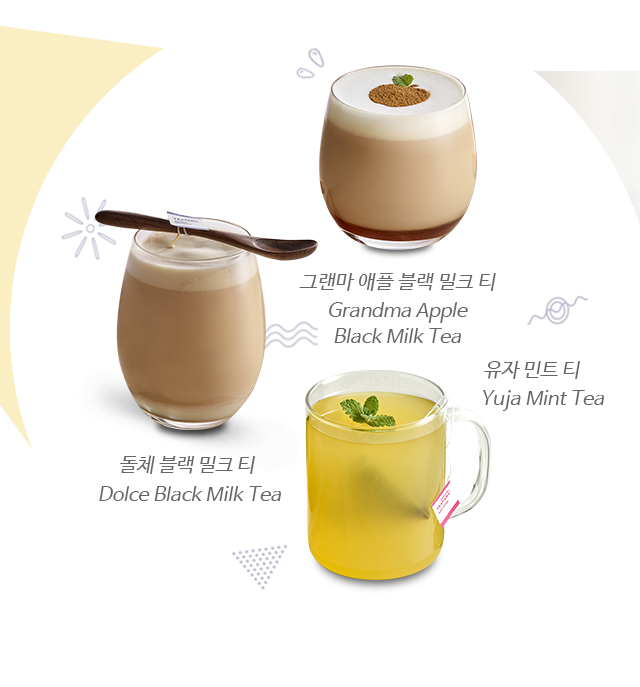 그랜마 애플 블랙 밀크 티
Grandma Apple
Black Milk Tea
유자 민트 티
Yuja Mint Tea
돌체 블랙 밀크 티
Dolce Black Milk Tea